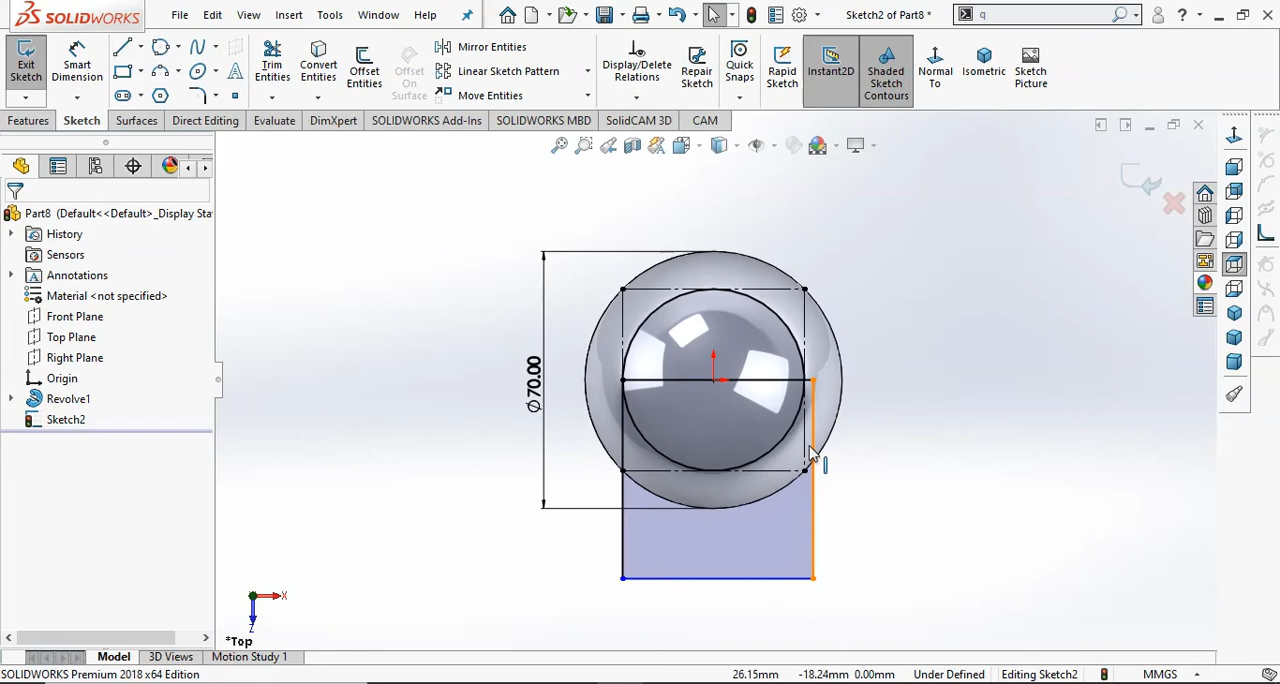 SOLIDWORKS File Edit View Insert Tools Window Help Sketch2 of Part8 * q ?
Exit Sketch Smart Dimension Trim Entities Convert Entities Offset Entities Offset On Surface Mirror Entities Linear Sketch Pattern Move Entities Display/Delete Relations Repair Sketch Quick Snaps Rapid Sketch Instant2D Shaded Sketch Contours Normal To Isometric Sketch Picture
Features Sketch Surfaces Direct Editing Evaluate DimXpert SOLIDWORKS Add-Ins SOLIDWORKS MBD SolidCAM 3D CAM
Part8 (Default<<Default>_Display Sta
History
Sensors
Annotations
Material <not specified>
Front Plane
Top Plane
Right Plane
Origin
Revolve1
Sketch2
∅70.00
X
Z
*Top
Model 3D Views Motion Study 1
SOLIDWORKS Premium 2018 x64 Edition 26.15mm -18.24mm 0.00mm Under Defined Editing Sketch2 MMGS